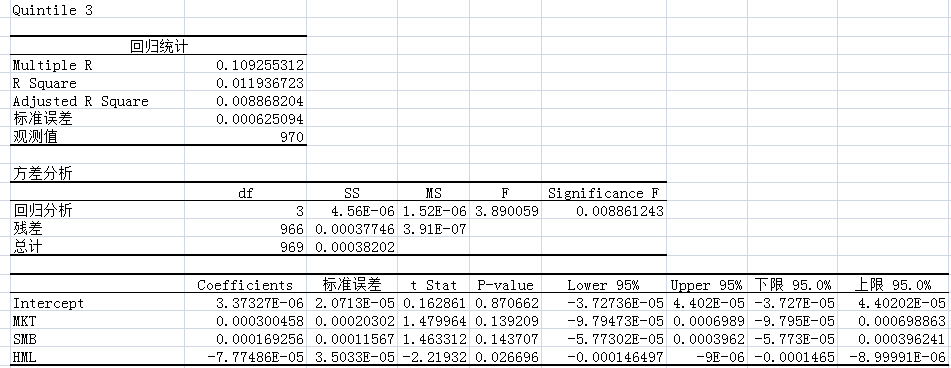 Quintile 3
回归统计
Multiple R 0.109255312
R Square 0.011936723
Adjusted R Square 0.008868204
标准误差 0.000625094
观测值 970
方差分析
df SS MS F Significance F
回归分析 3 4.56E-06 1.52E-06 3.890059 0.008861243
残差 966 0.00037746 3.91E-07
总计 969 0.00038202
Coefficients 标准误差 t Stat P-value Lower 95% Upper 95% 下限 95.0% 上限 95.0%
Intercept 3.37327E-06 2.0713E-05 0.162861 0.870662 -3.72736E-05 4.402E-05 -3.727E-05 4.40202E-05
MKT 0.000300458 0.00020302 1.479964 0.139209 -9.79473E-05 0.0006989 -9.795E-05 0.000698863
SMB 0.000169256 0.00011567 1.463312 0.143707 -5.77302E-05 0.0003962 -5.773E-05 0.000396241
HML -7.77486E-05 3.5033E-05 -2.21932 0.026696 -0.000146497 -9E-06 -0.0001465 -8.99991E-06